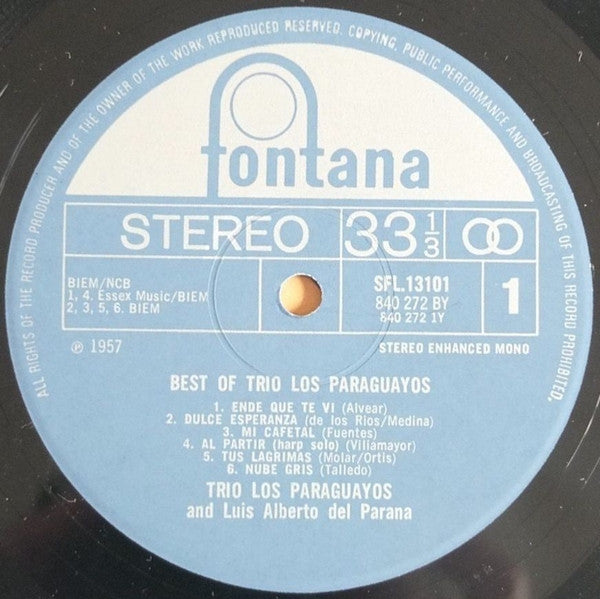 ALL RIGHTS OF THE RECORD PRODUCER AND OF THE OWNER OF THE WORK REPRODUCED RESERVED. COPYING, PUBLIC PERFORMANCE AND BROADCASTING OF THIS RECORD PROHIBITED.
fontana
STEREO 33 1/3
BIEM/NCB
1, 4. Essex Music/BIEM
2, 3, 5, 6. BIEM
SFL.13101
840 272 BY
840 272 1Y
1
℗ 1957
STEREO ENHANCED MONO
BEST OF TRIO LOS PARAGUAYOS
1. ENDE QUE TE VI (Alvear)
2. DULCE ESPERANZA (de los Rios/Medina)
3. MI CAFETAL (Fuentes)
4. AL PARTIR (harp solo) (Villamayor)
5. TUS LAGRIMAS (Molar/Ortis)
6. NUBE GRIS (Talledo)
TRIO LOS PARAGUAYOS
and Luis Alberto del Parana